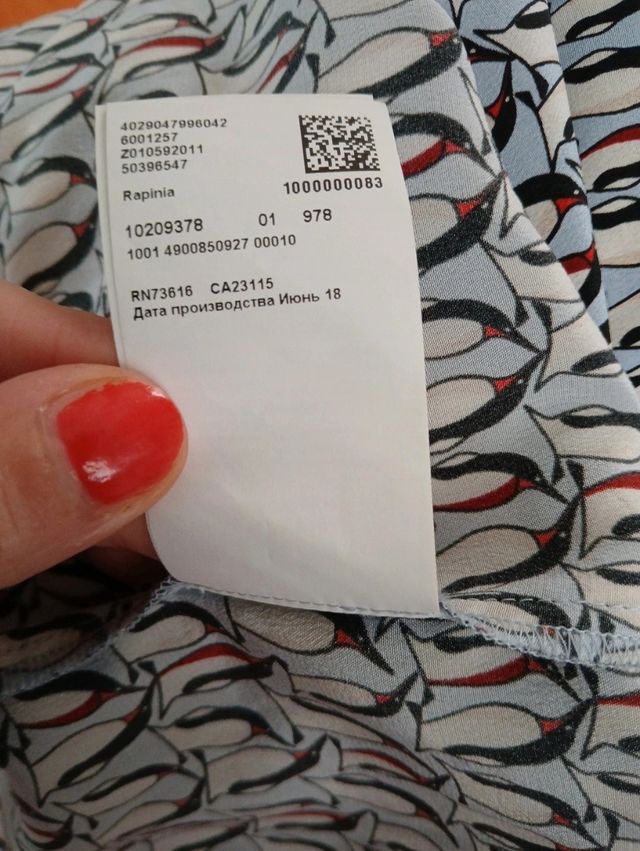 4029047996042
6001257
Z010592011
50396547
Rapinia
1000000083
10209378 01 978
1001 4900850927 00010
RN73616 CA23115
Дата производства Июнь 18